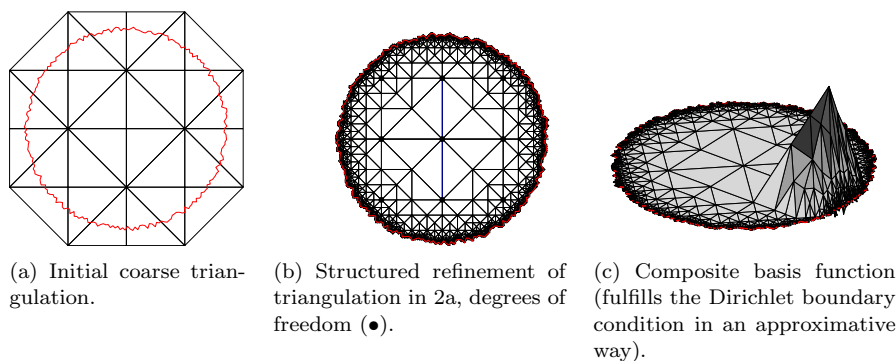 (a) Initial coarse trian-
gulation.
(b) Structured refinement of
triangulation in 2a, degrees of
freedom (●).
(c) Composite basis function
(fulfills the Dirichlet boundary
condition in an approximative
way).